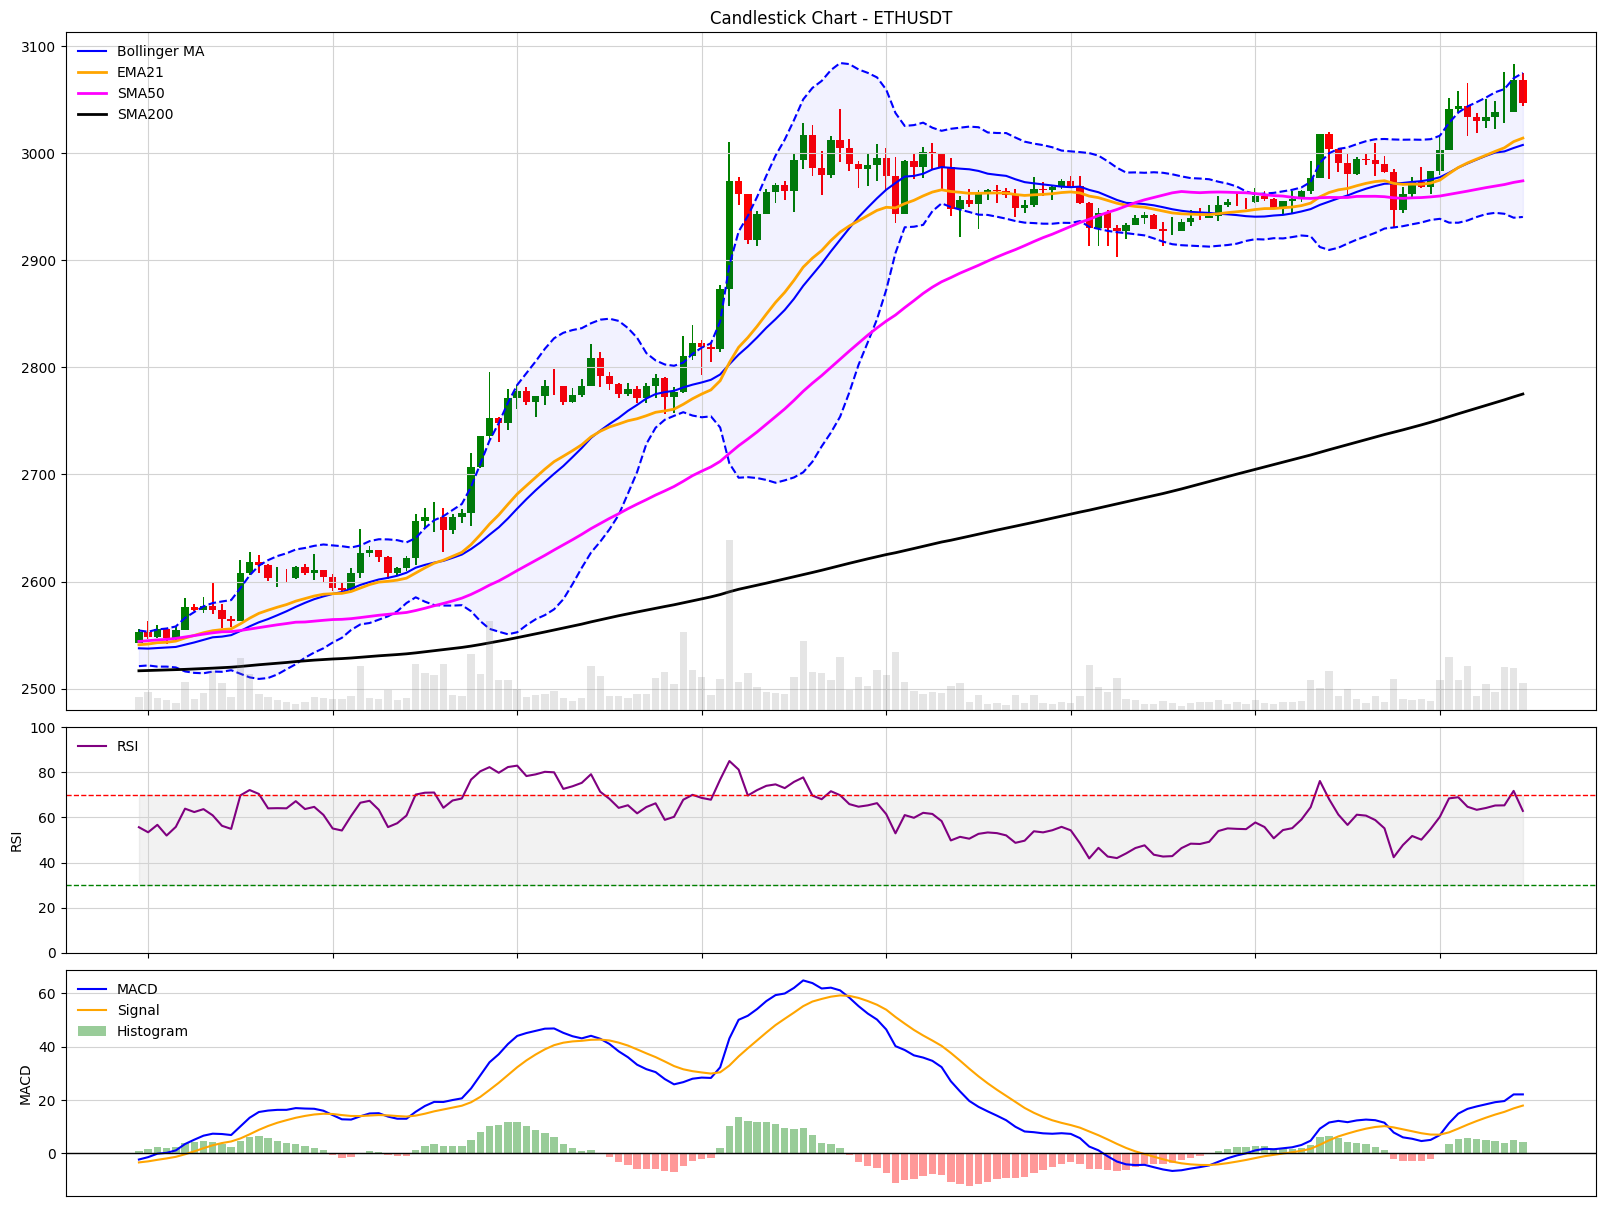 Candlestick Chart - ETHUSDT
3100
3000
2900
2800
2700
2600
2500
Bollinger MA
EMA21
SMA50
SMA200
100
80
60
40
20
0
RSI
RSI
60
40
20
0
MACD
MACD
Signal
Histogram